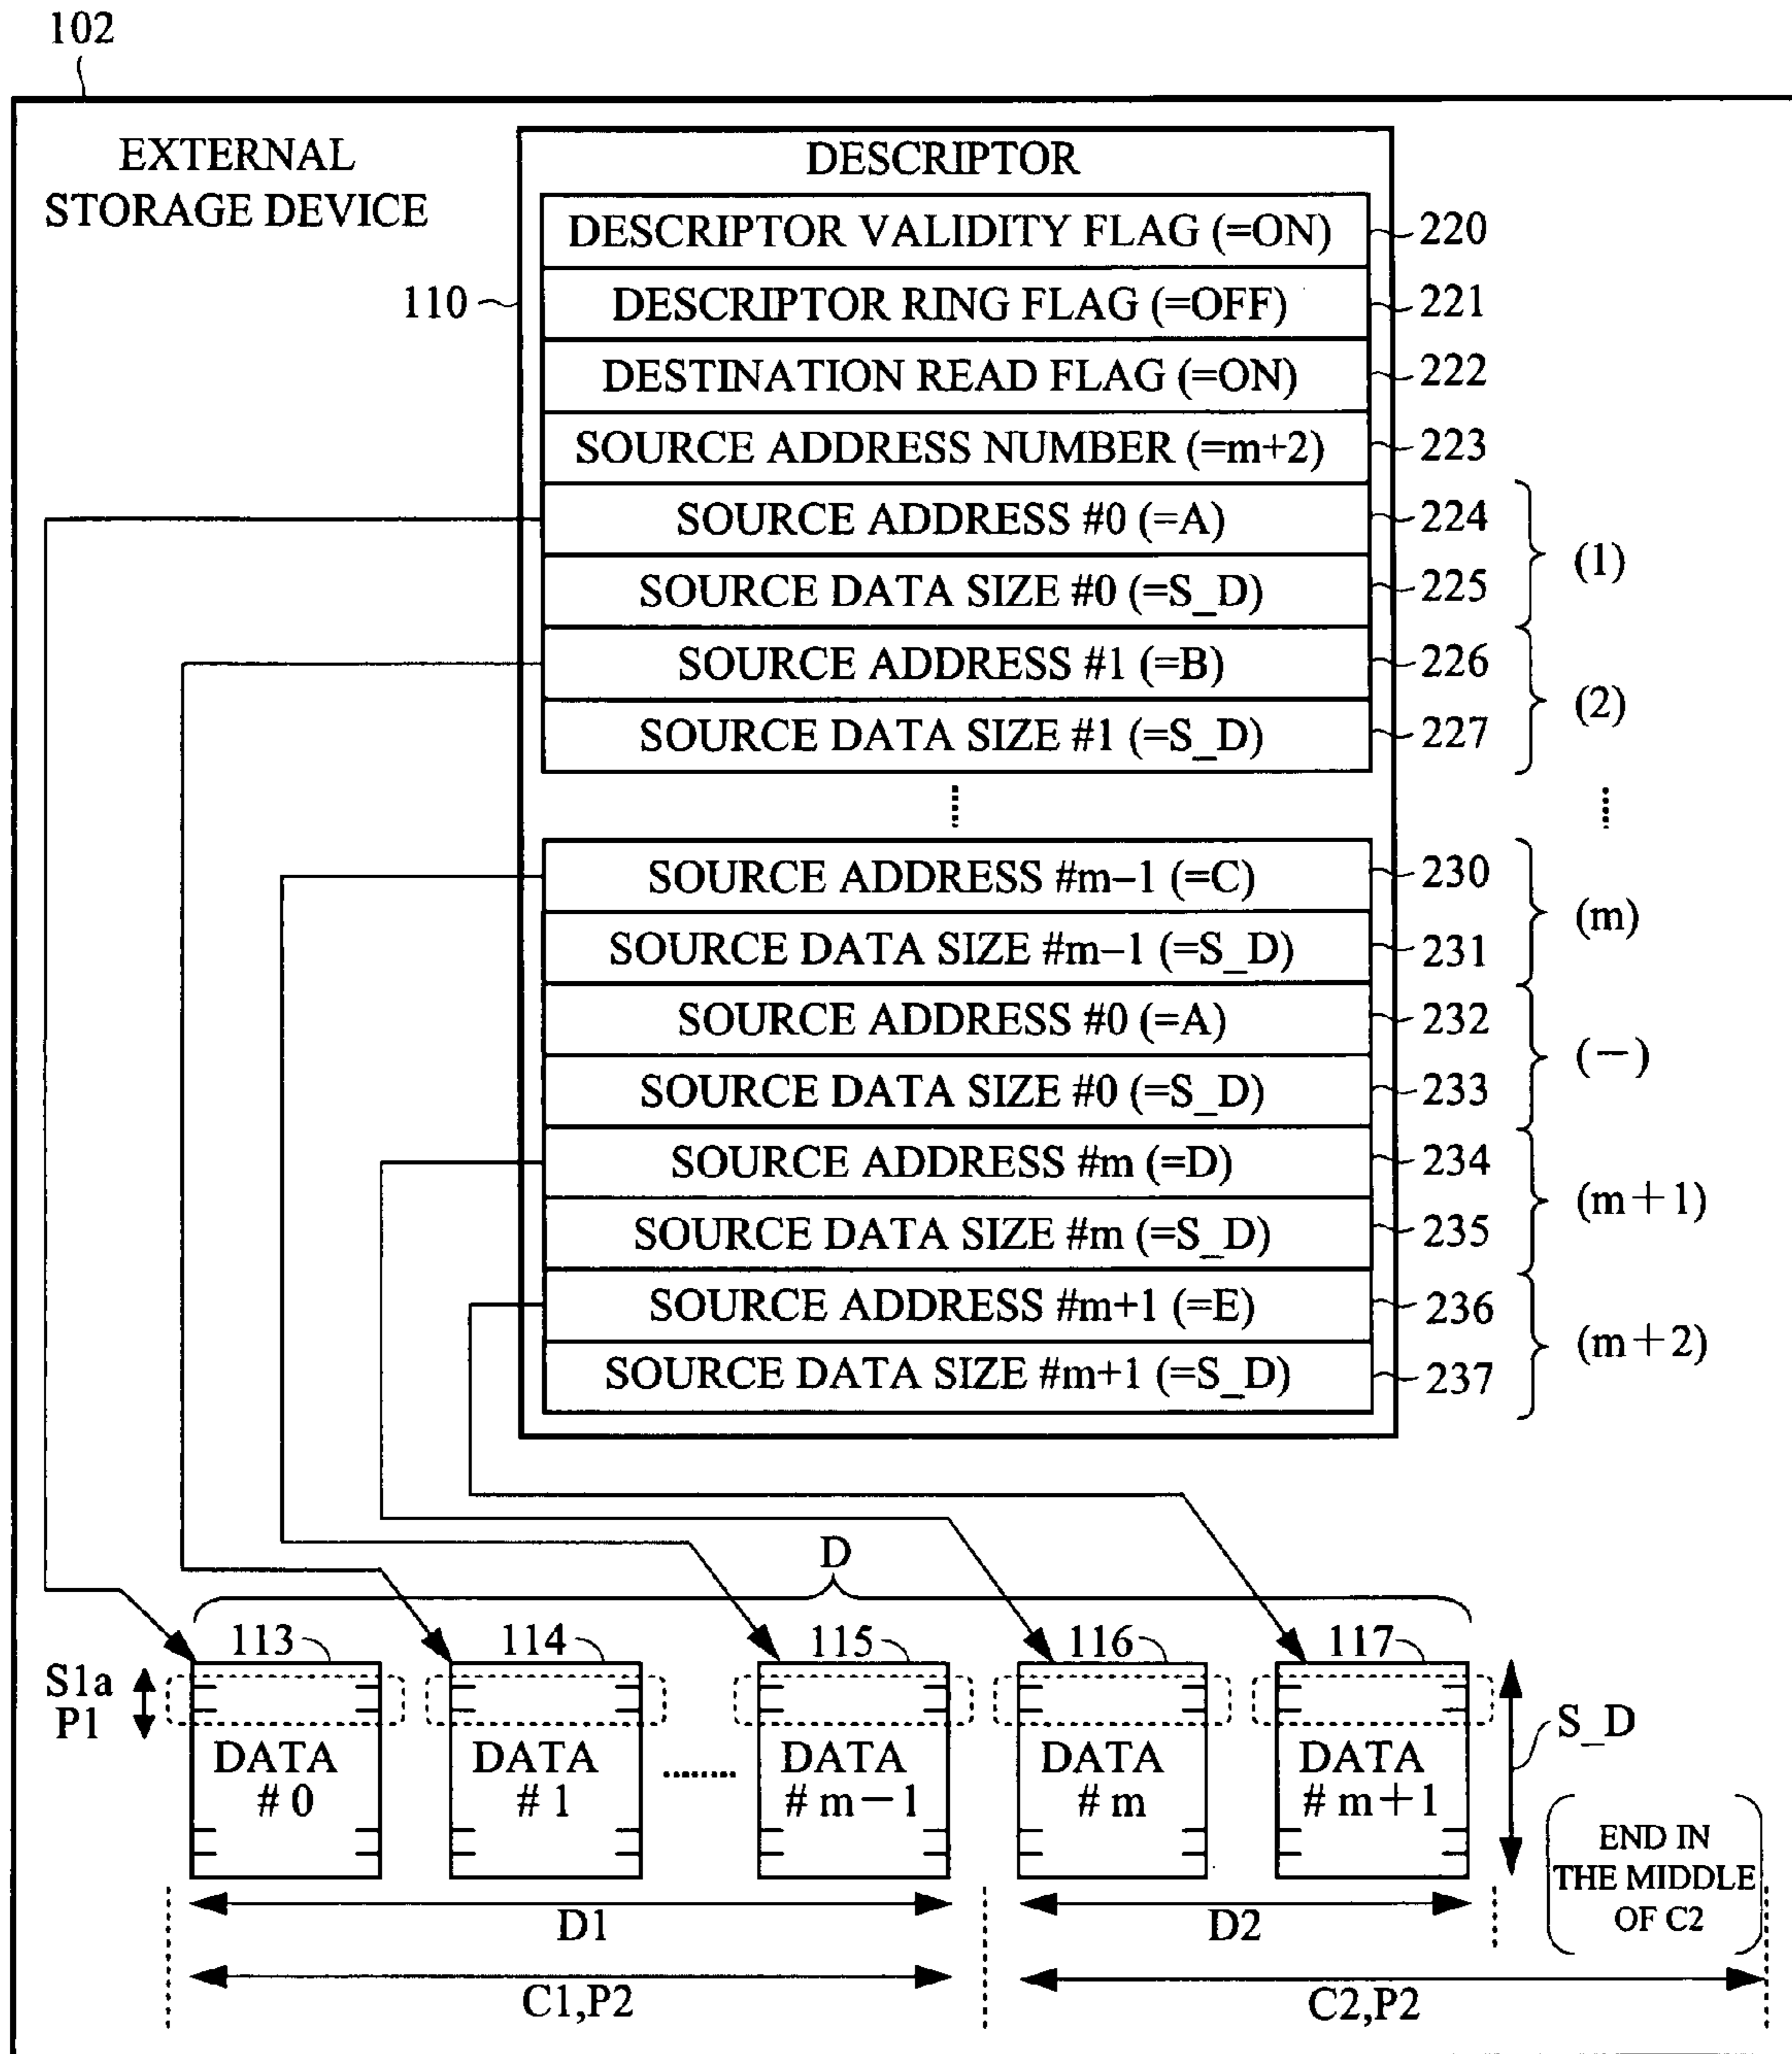 102
EXTERNAL
STORAGE DEVICE
110
DESCRIPTOR
DESCRIPTOR VALIDITY FLAG (=ON) 220
DESCRIPTOR RING FLAG (=OFF) 221
DESTINATION READ FLAG (=ON) 222
SOURCE ADDRESS NUMBER (=m+2) 223
SOURCE ADDRESS #0 (=A) 224
(1)
SOURCE DATA SIZE #0 (=S_D) 225
SOURCE ADDRESS #1 (=B) 226
(2)
SOURCE DATA SIZE #1 (=S_D) 227
SOURCE ADDRESS #m−1 (=C) 230
(m)
SOURCE DATA SIZE #m−1 (=S_D) 231
SOURCE ADDRESS #0 (=A) 232
(−)
SOURCE DATA SIZE #0 (=S_D) 233
SOURCE ADDRESS #m (=D) 234
(m+1)
SOURCE DATA SIZE #m (=S_D) 235
SOURCE ADDRESS #m+1 (=E) 236
(m+2)
SOURCE DATA SIZE #m+1 (=S_D) 237
D
113 114 115 116 117
S1a
P1
S_D
DATA
# 0
DATA
# 1
DATA
# m−1
DATA
# m
DATA
# m+1
END IN
THE MIDDLE
OF C2
D1 D2
C1,P2 C2,P2